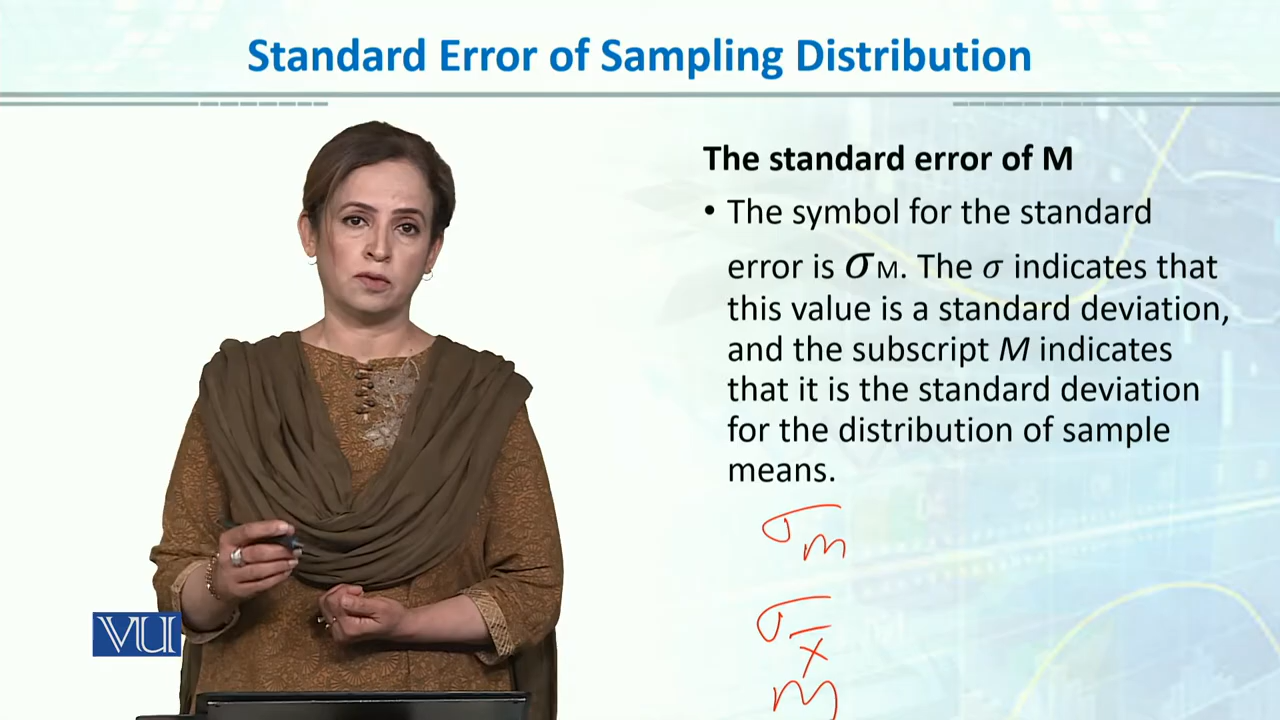 Standard Error of Sampling Distribution
The standard error of M
• The symbol for the standard
error is σM. The σ indicates that
this value is a standard deviation,
and the subscript M indicates
that it is the standard deviation
for the distribution of sample
means.
σm
σx̅
m
VU